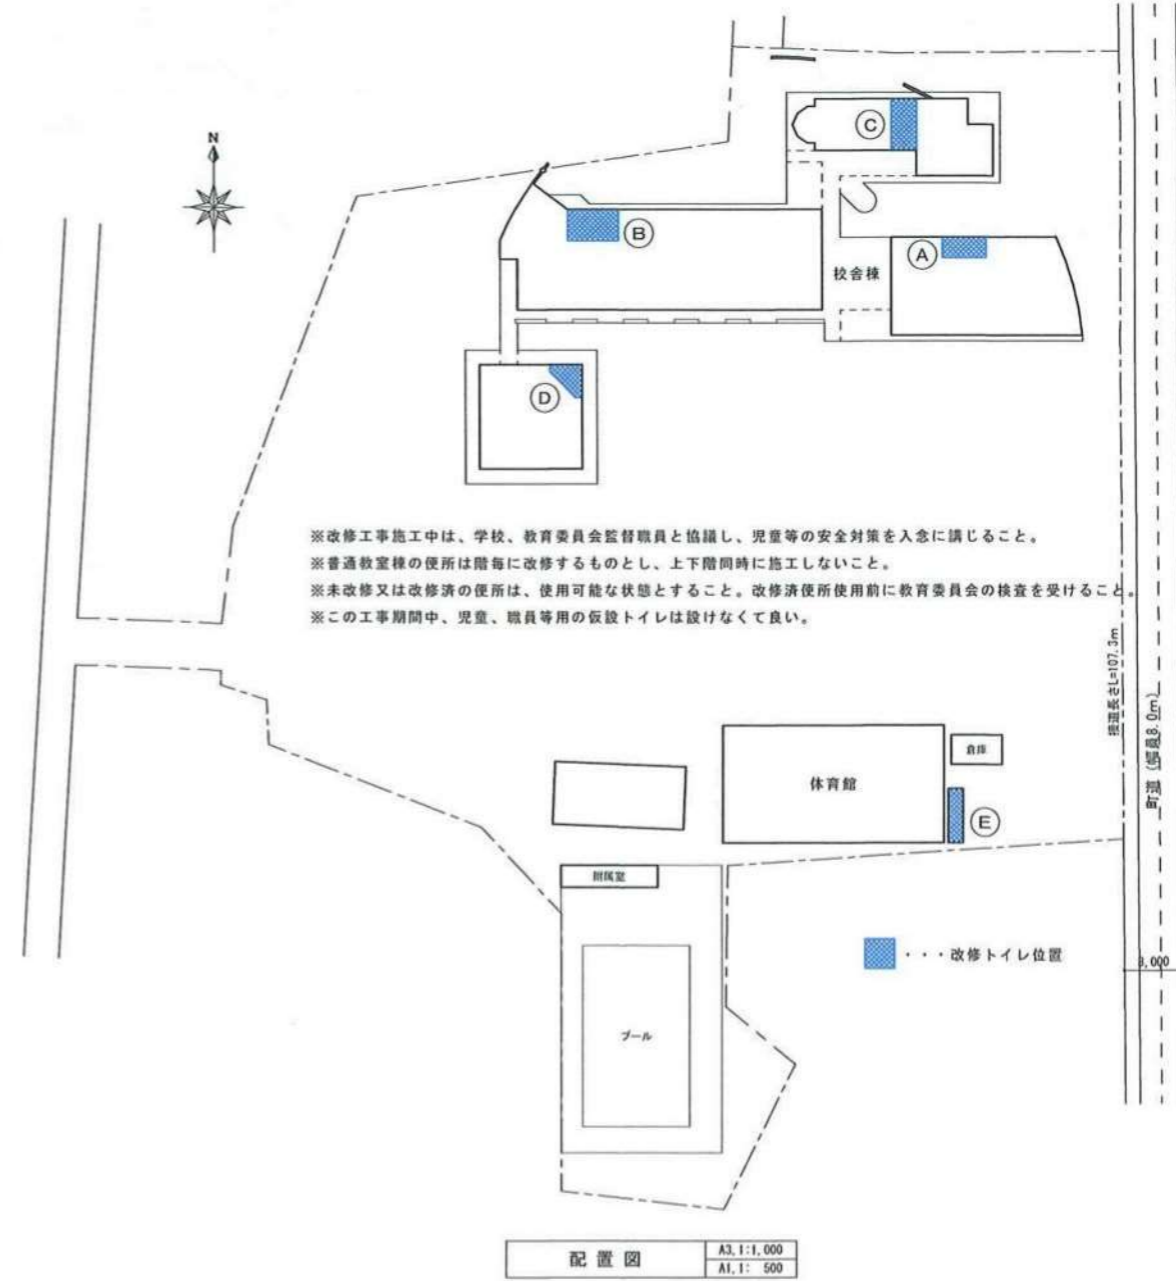 N
C
B
A
校舎棟
D
※改修工事施工中は、学校、教育委員会監督職員と協議し、児童等の安全対策を入念に講じること。
※普通教室棟の便所は階毎に改修するものとし、上下階同時に施工しないこと。
※未改修又は改修済の便所は、使用可能な状態とすること。改修済便所使用前に教育委員会の検査を受けること。
※この工事期間中、児童、職員等用の仮設トイレは設けなくて良い。
接道長さL=107.3m
町道(幅員8.0m)
倉庫
体育館
E
附属室
・・・改修トイレ位置
8,000
プール
配置図
A3,1:1,000
A1,1: 500